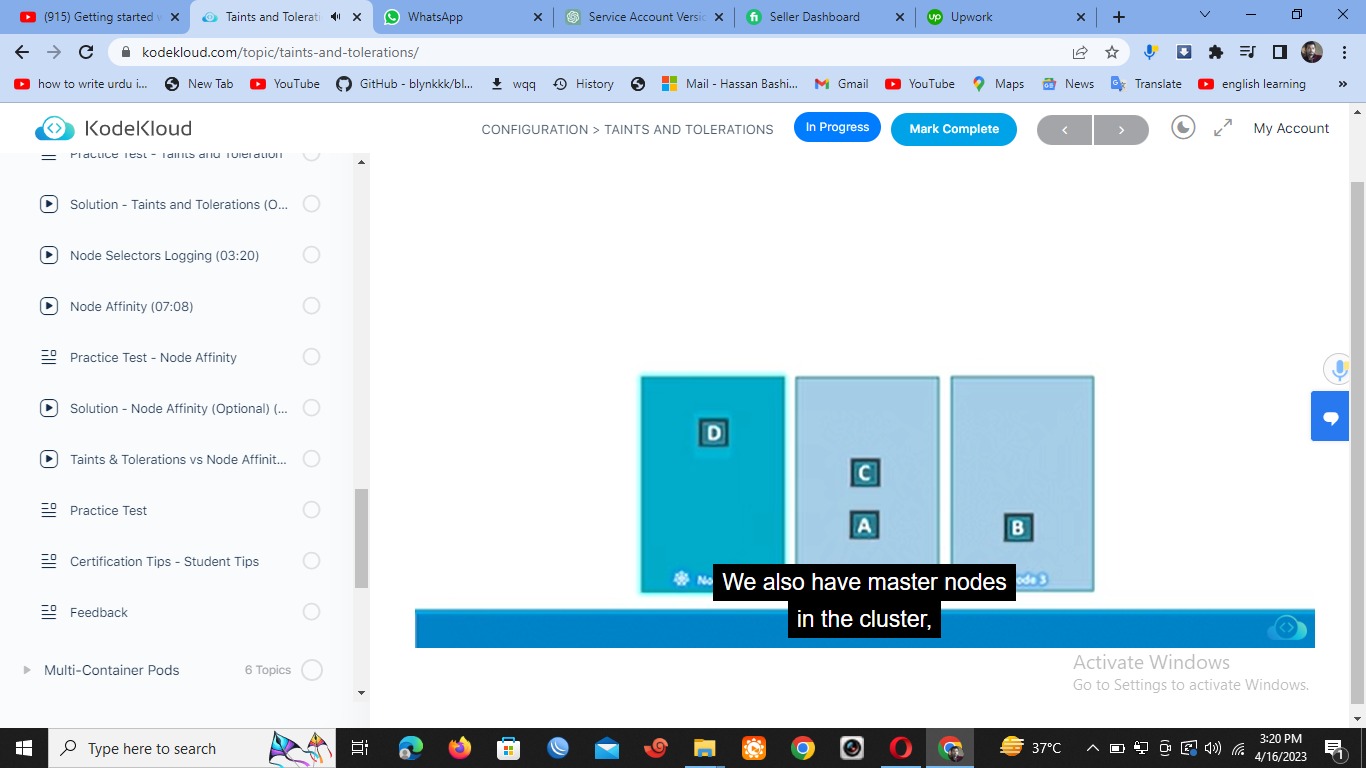 (915) Getting started w
Taints and Tolerati
WhatsApp
Service Account Versio
Seller Dashboard
Upwork
kodekloud.com/topic/taints-and-tolerations/
how to write urdu i...
New Tab
YouTube
GitHub - blynkkk/bl...
wqq
History
Mail - Hassan Bashi...
Gmail
YouTube
Maps
News
Translate
english learning
KodeKloud
CONFIGURATION > TAINTS AND TOLERATIONS
In Progress
Mark Complete
My Account
Practice Test - Taints and Toleration
Solution - Taints and Tolerations (O...
Node Selectors Logging (03:20)
Node Affinity (07:08)
Practice Test - Node Affinity
Solution - Node Affinity (Optional) (...
Taints & Tolerations vs Node Affinit...
Practice Test
Certification Tips - Student Tips
Feedback
Multi-Container Pods
6 Topics
D
C
A
B
No
ode 3
We also have master nodes
in the cluster,
Activate Windows
Go to Settings to activate Windows.
Type here to search
37°C
3:20 PM
4/16/2023
1